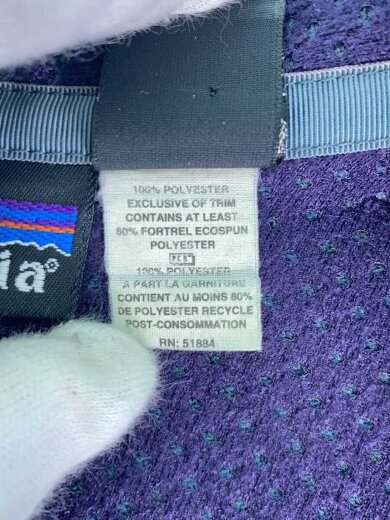 100% POLYESTER
EXCLUSIVE OF TRIM
CONTAINS AT LEAST
80% FORTREL ECOSPUN
POLYESTER
PCR
100% POLYESTER
A PART LA GARNITURE
CONTIENT AU MOINS 80%
DE POLYESTER RECYCLE
POST-CONSOMMATION
RN: 51884
ia®